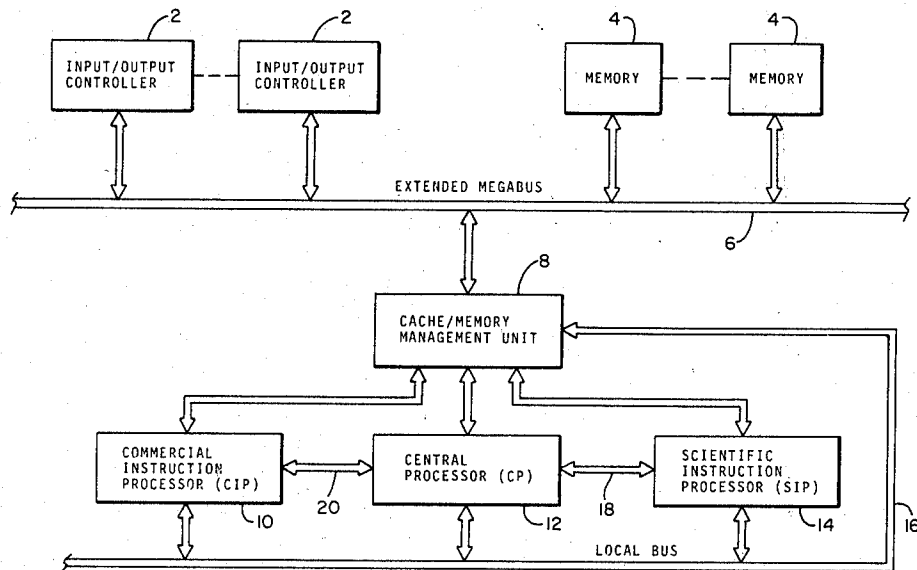 2
2
4
4
INPUT/OUTPUT
CONTROLLER
INPUT/OUTPUT
CONTROLLER
MEMORY
MEMORY
EXTENDED MEGABUS
6
8
CACHE/MEMORY
MANAGEMENT UNIT
COMMERCIAL
INSTRUCTION
PROCESSOR (CIP)
CENTRAL
PROCESSOR (CP)
SCIENTIFIC
INSTRUCTION
PROCESSOR (SIP)
20
18
10
12
14
16
LOCAL BUS